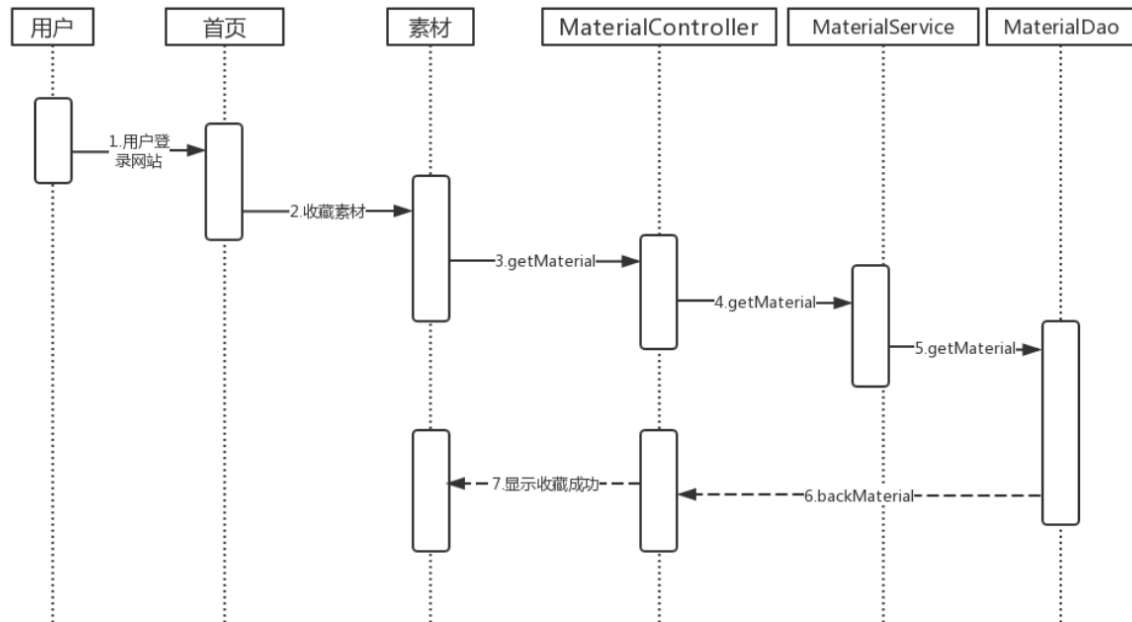 用户
首页
素材
MaterialController
MaterialService
MaterialDao
1.用户登
录网站
2.收藏素材
3.getMaterial
4.getMaterial
5.getMaterial
7.显示收藏成功
6.backMaterial